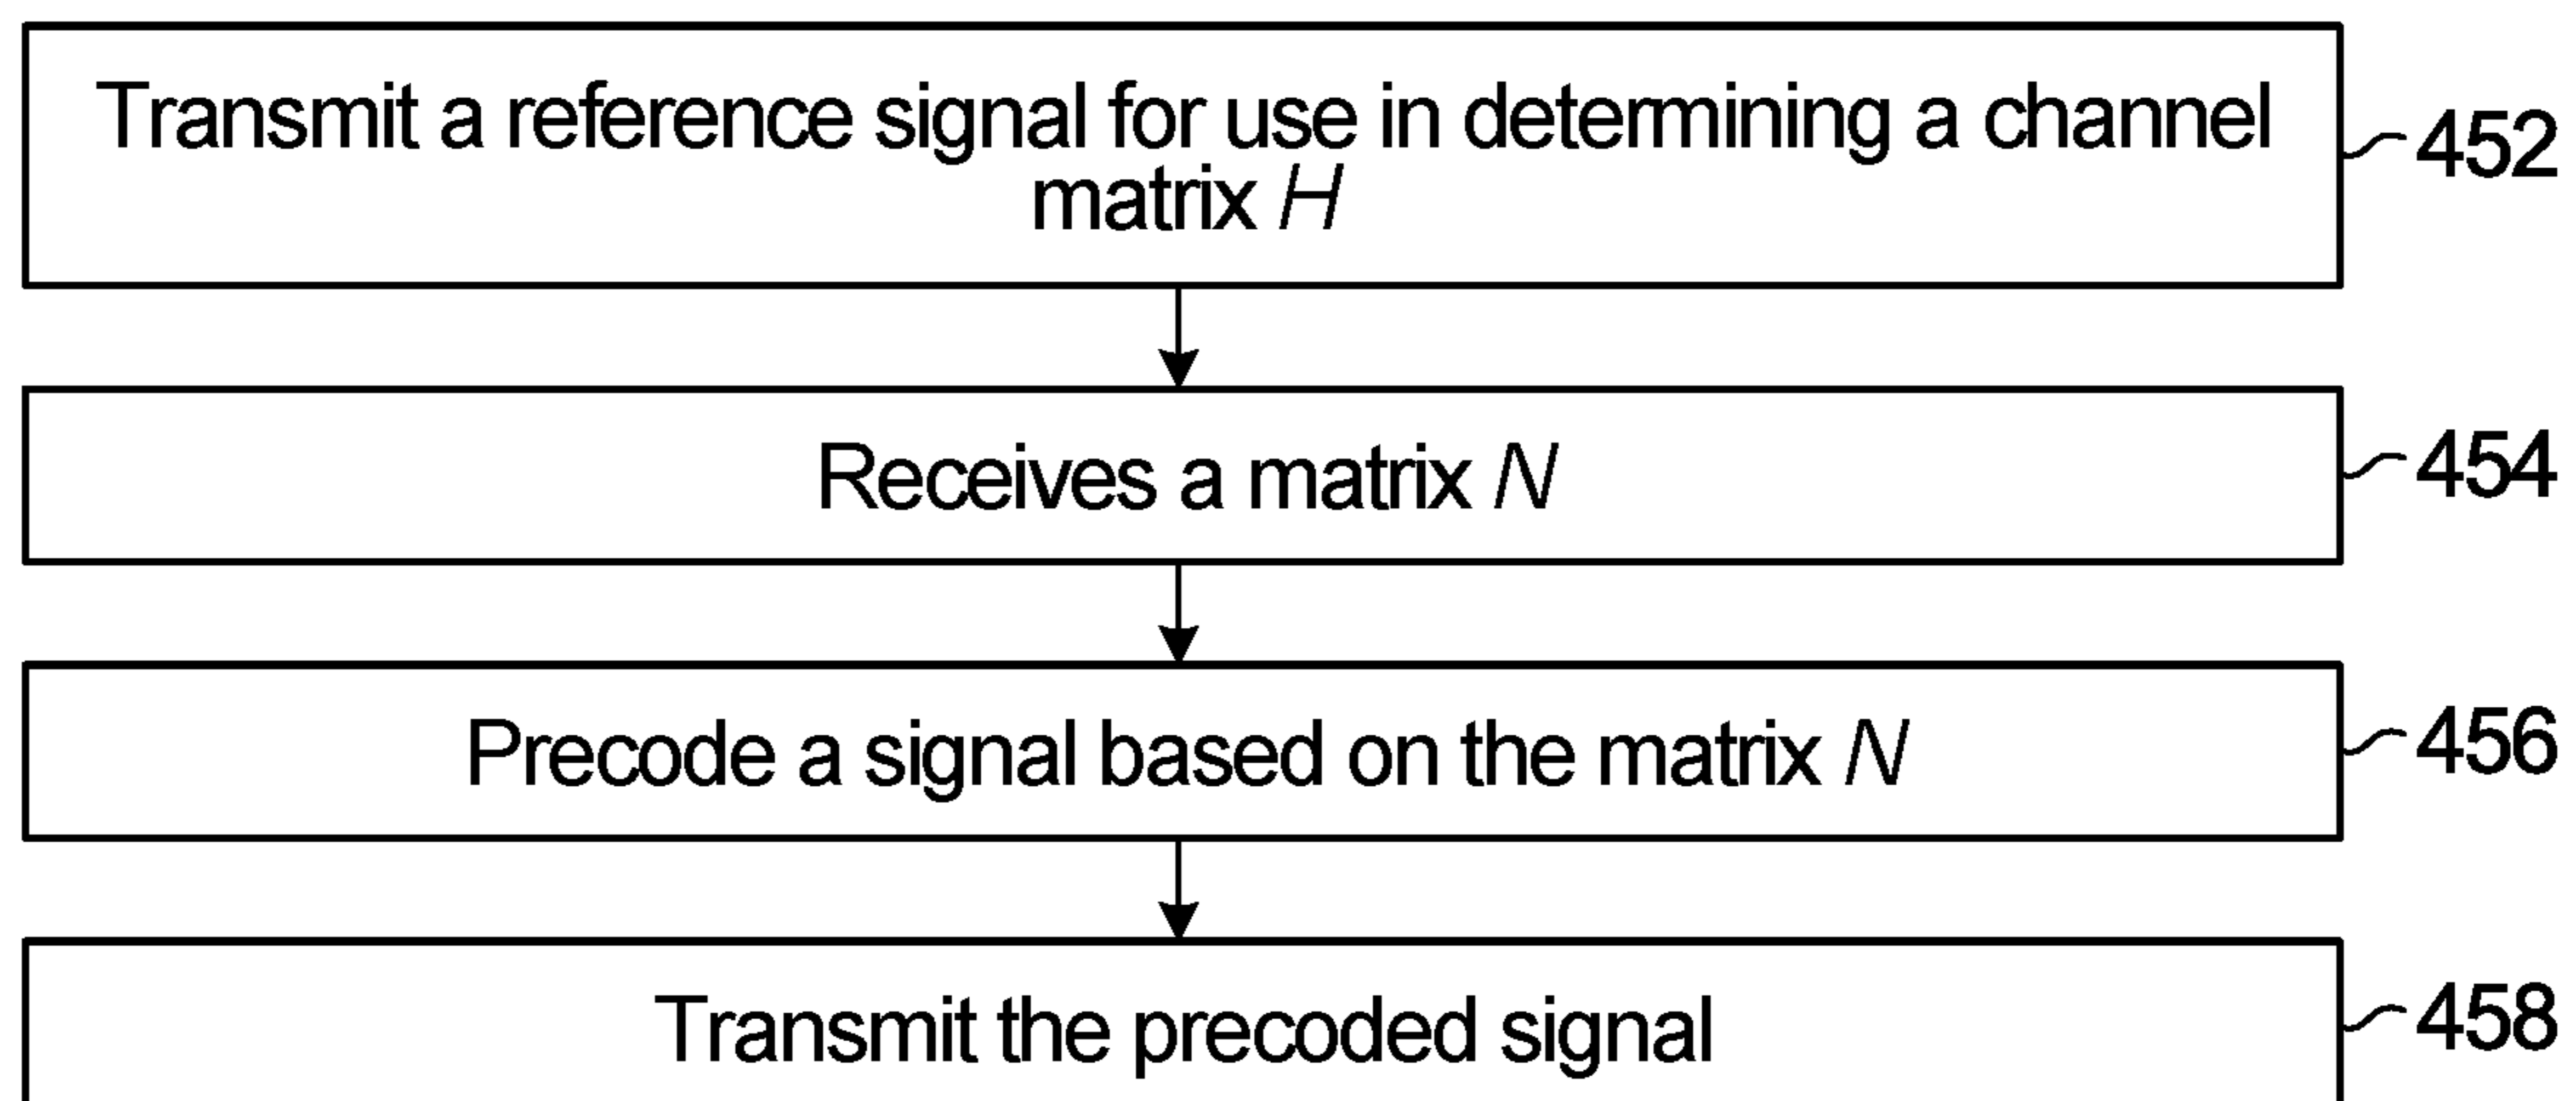 Transmit a reference signal for use in determining a channel
matrix H
452
Receives a matrix N
454
Precode a signal based on the matrix N
456
Transmit the precoded signal
458